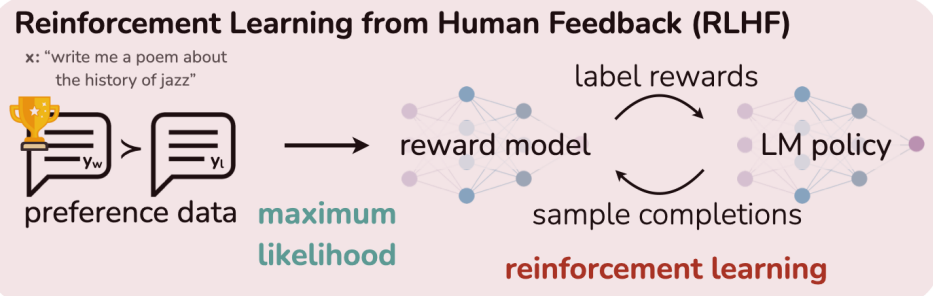 Reinforcement Learning from Human Feedback (RLHF)
x: “write me a poem about
the history of jazz”
label rewards
yw > yl
reward model
LM policy
preference data
maximum
likelihood
sample completions
reinforcement learning